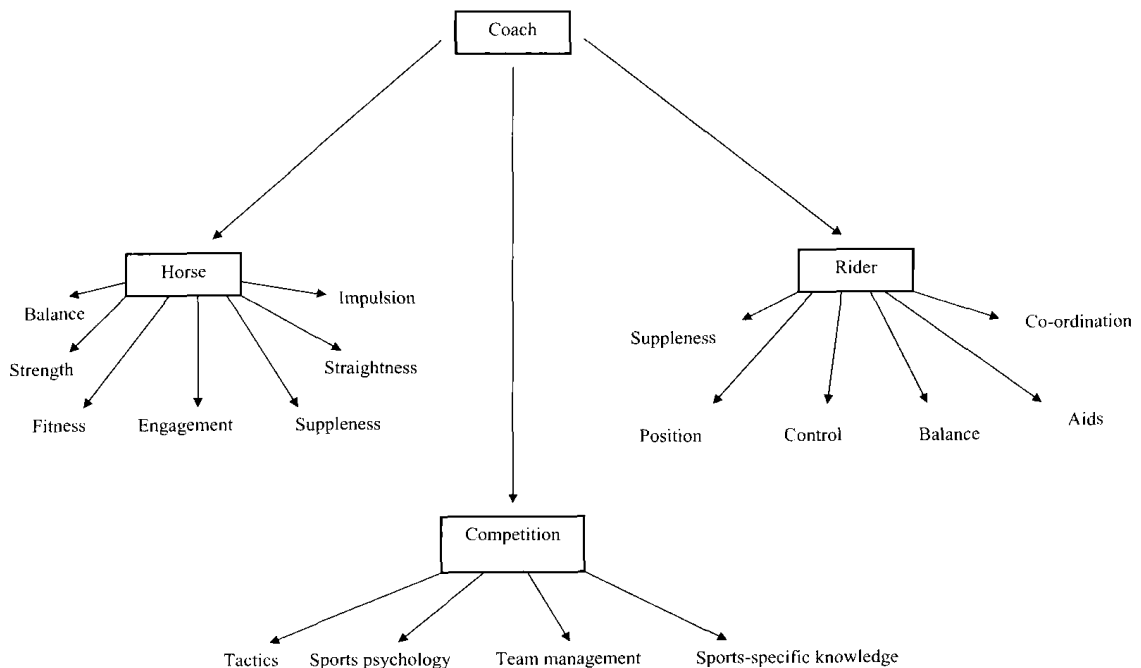 Coach
Horse
Rider
Balance
Impulsion
Strength
Straightness
Fitness
Engagement
Suppleness
Suppleness
Co-ordination
Position
Control
Balance
Aids
Competition
Tactics
Sports psychology
Team management
Sports-specific knowledge